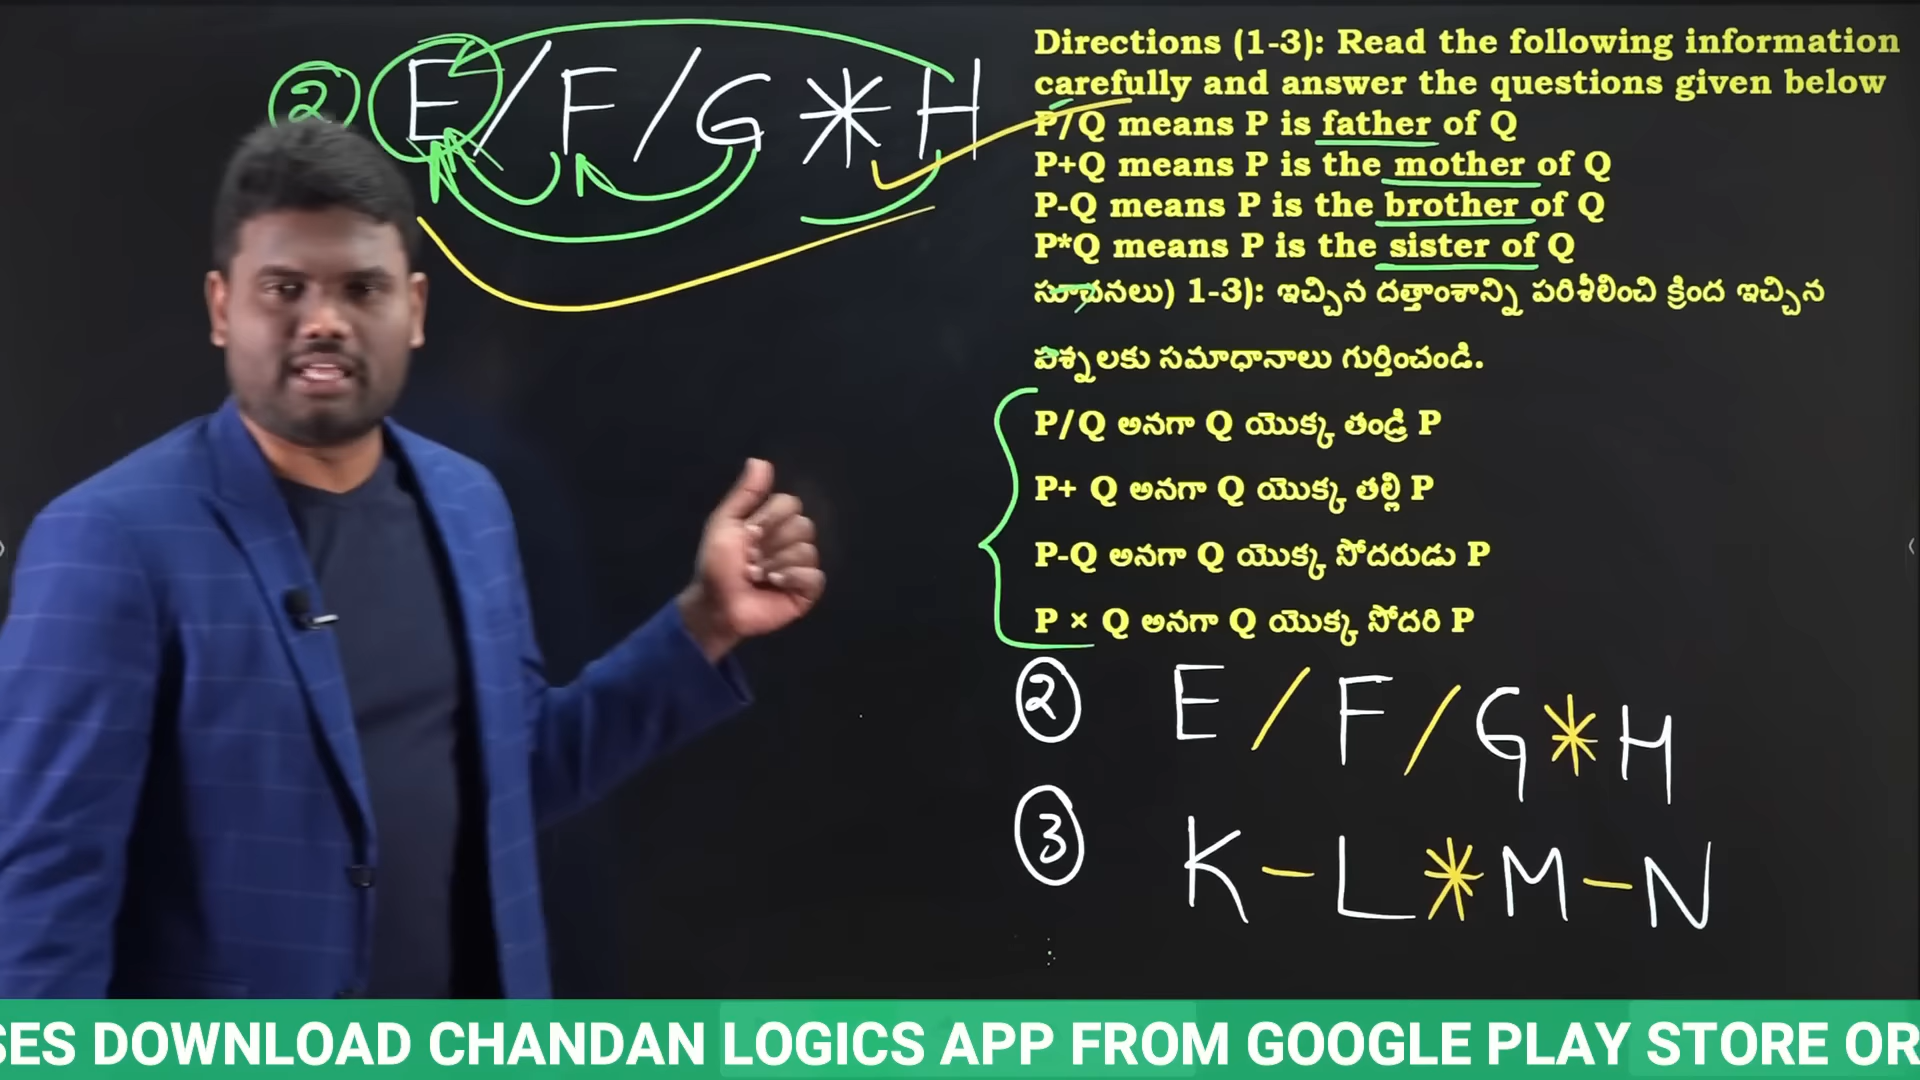 ② E / F / G * H
Directions (1-3): Read the following information
carefully and answer the questions given below
P/Q means P is father of Q
P+Q means P is the mother of Q
P-Q means P is the brother of Q
P*Q means P is the sister of Q
సూచనలు) 1-3): ఇచ్చిన దత్తాంశాన్ని పరిశీలించి క్రింద ఇచ్చిన
ప్రశ్నలకు సమాధానాలు గుర్తించండి.
P/Q అనగా Q యొక్క తండ్రి P
P+ Q అనగా Q యొక్క తల్లి P
P-Q అనగా Q యొక్క సోదరుడు P
P × Q అనగా Q యొక్క సోదరి P
② E / F / G * H
③ K - L * M - N
SES DOWNLOAD CHANDAN LOGICS APP FROM GOOGLE PLAY STORE OR